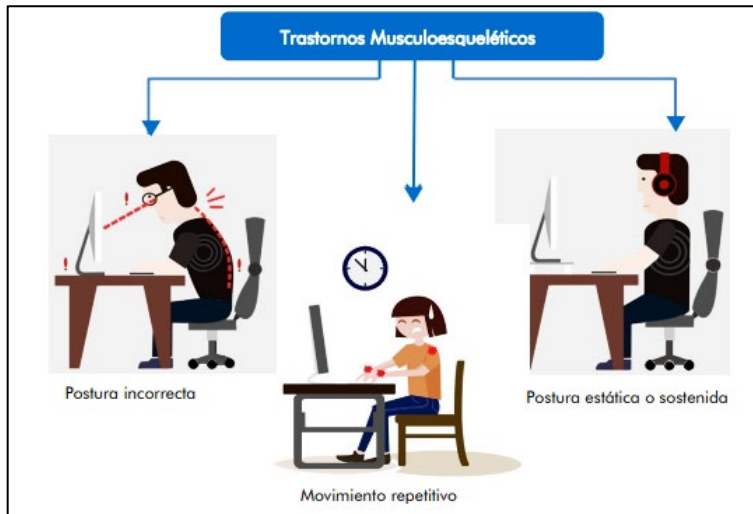 Trastornos Musculoesqueléticos
Postura incorrecta
Movimiento repetitivo
Postura estática o sostenida